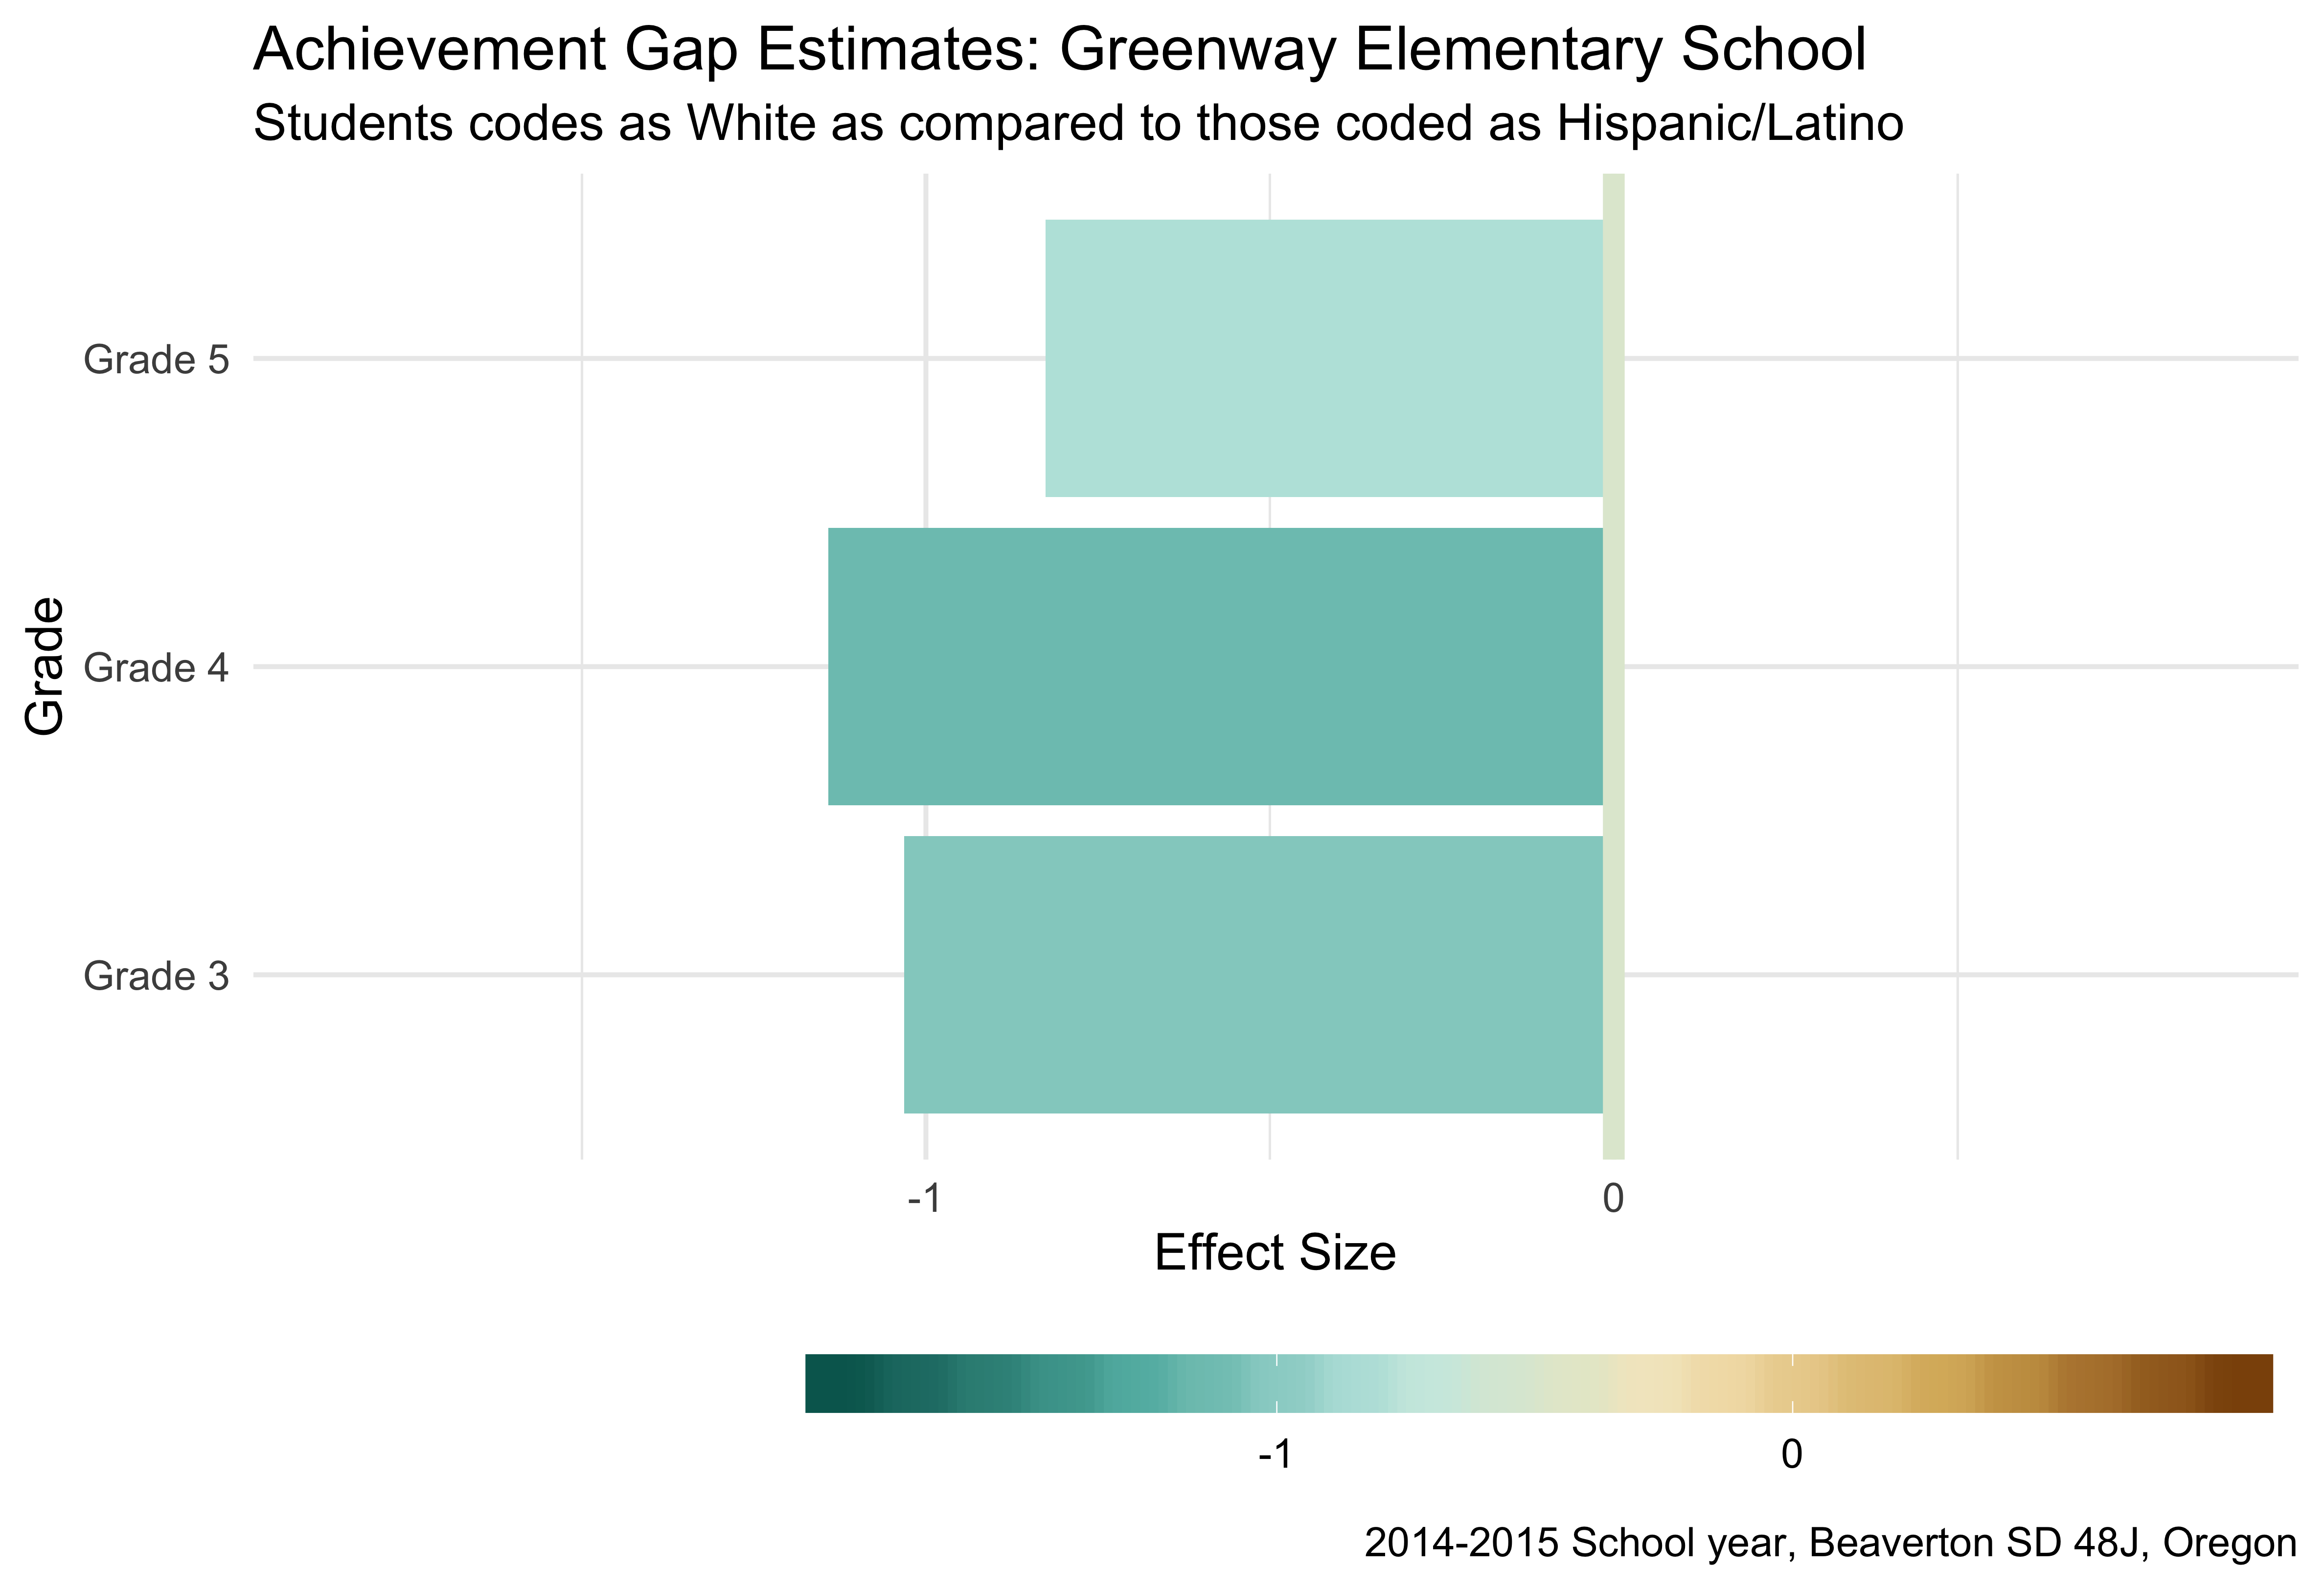 Achievement Gap Estimates: Greenway Elementary School
Students codes as White as compared to those coded as Hispanic/Latino
Grade
Grade 5
Grade 4
Grade 3
-1 0
Effect Size
-1 0
2014-2015 School year, Beaverton SD 48J, Oregon